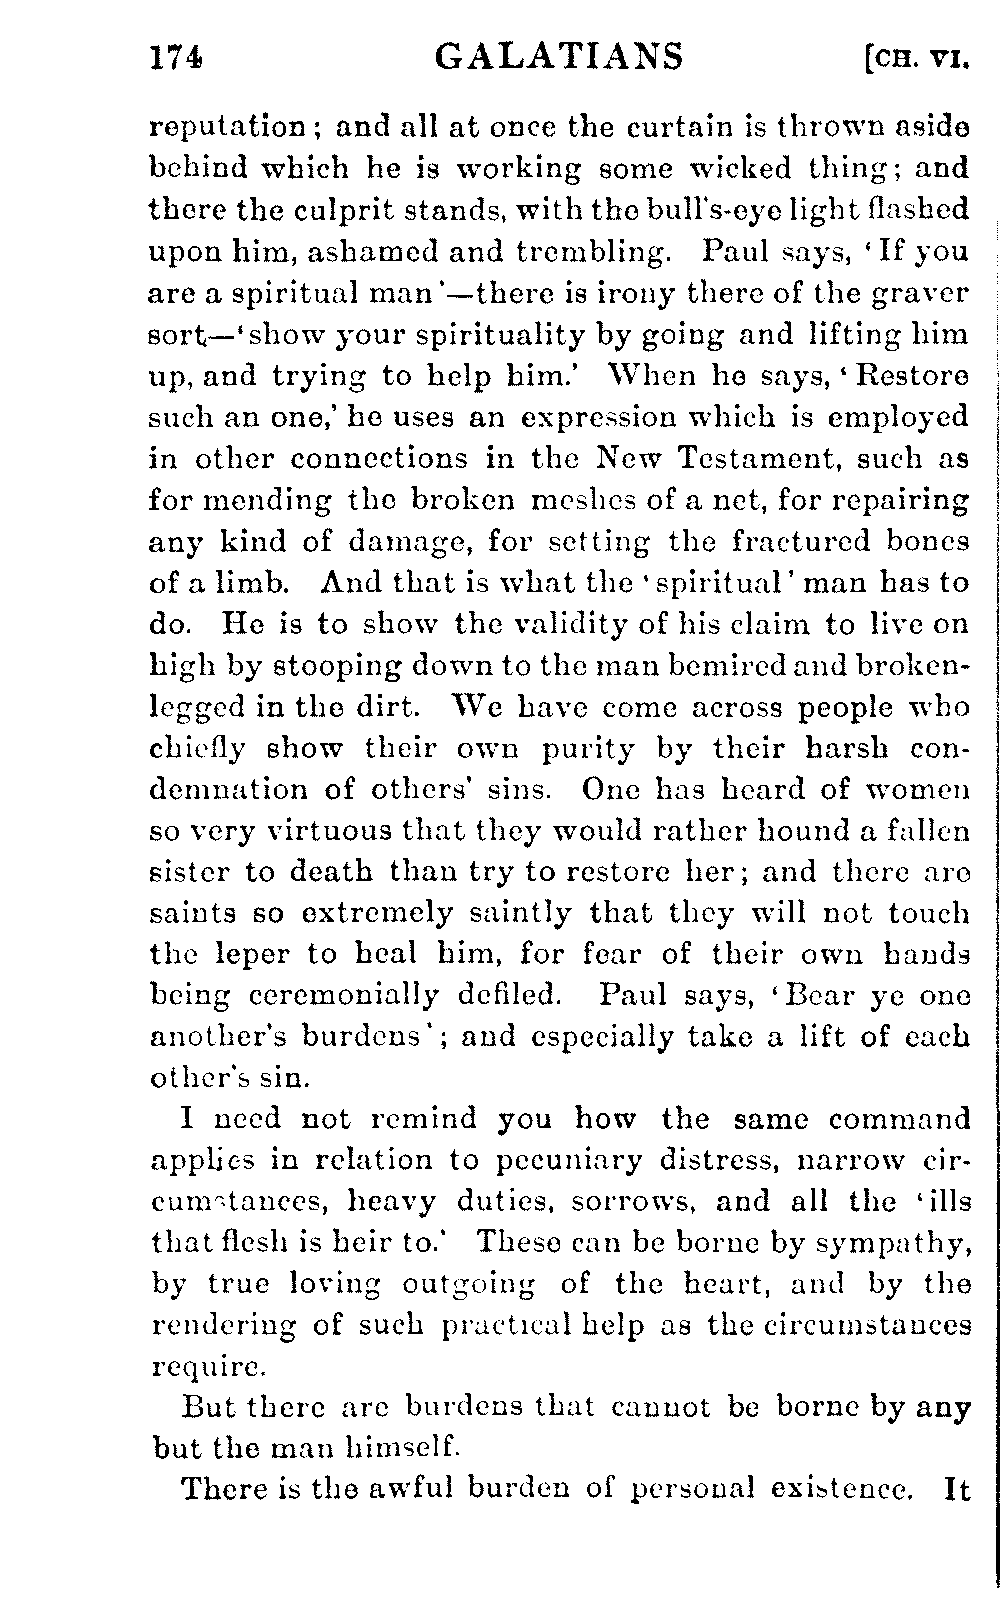 174 GALATIANS [CH. VI.
reputation; and all at once the curtain is thrown aside
behind which he is working some wicked thing; and
there the culprit stands, with the bull's-eye light flashed
upon him, ashamed and trembling. Paul says, 'If you
are a spiritual man'—there is irony there of the graver
sort—'show your spirituality by going and lifting him
up, and trying to help him.' When he says, 'Restore
such an one,' he uses an expression which is employed
in other connections in the New Testament, such as
for mending the broken meshes of a net, for repairing
any kind of damage, for setting the fractured bones
of a limb. And that is what the 'spiritual' man has to
do. He is to show the validity of his claim to live on
high by stooping down to the man bemired and broken-
legged in the dirt. We have come across people who
chiefly show their own purity by their harsh con-
demnation of others' sins. One has heard of women
so very virtuous that they would rather hound a fallen
sister to death than try to restore her; and there are
saints so extremely saintly that they will not touch
the leper to heal him, for fear of their own hands
being ceremonially defiled. Paul says, 'Bear ye one
another's burdens'; and especially take a lift of each
other's sin.
I need not remind you how the same command
applies in relation to pecuniary distress, narrow cir-
cumstances, heavy duties, sorrows, and all the 'ills
that flesh is heir to.' These can be borne by sympathy,
by true loving outgoing of the heart, and by the
rendering of such practical help as the circumstances
require.
But there are burdens that cannot be borne by any
but the man himself.
There is the awful burden of personal existence. It